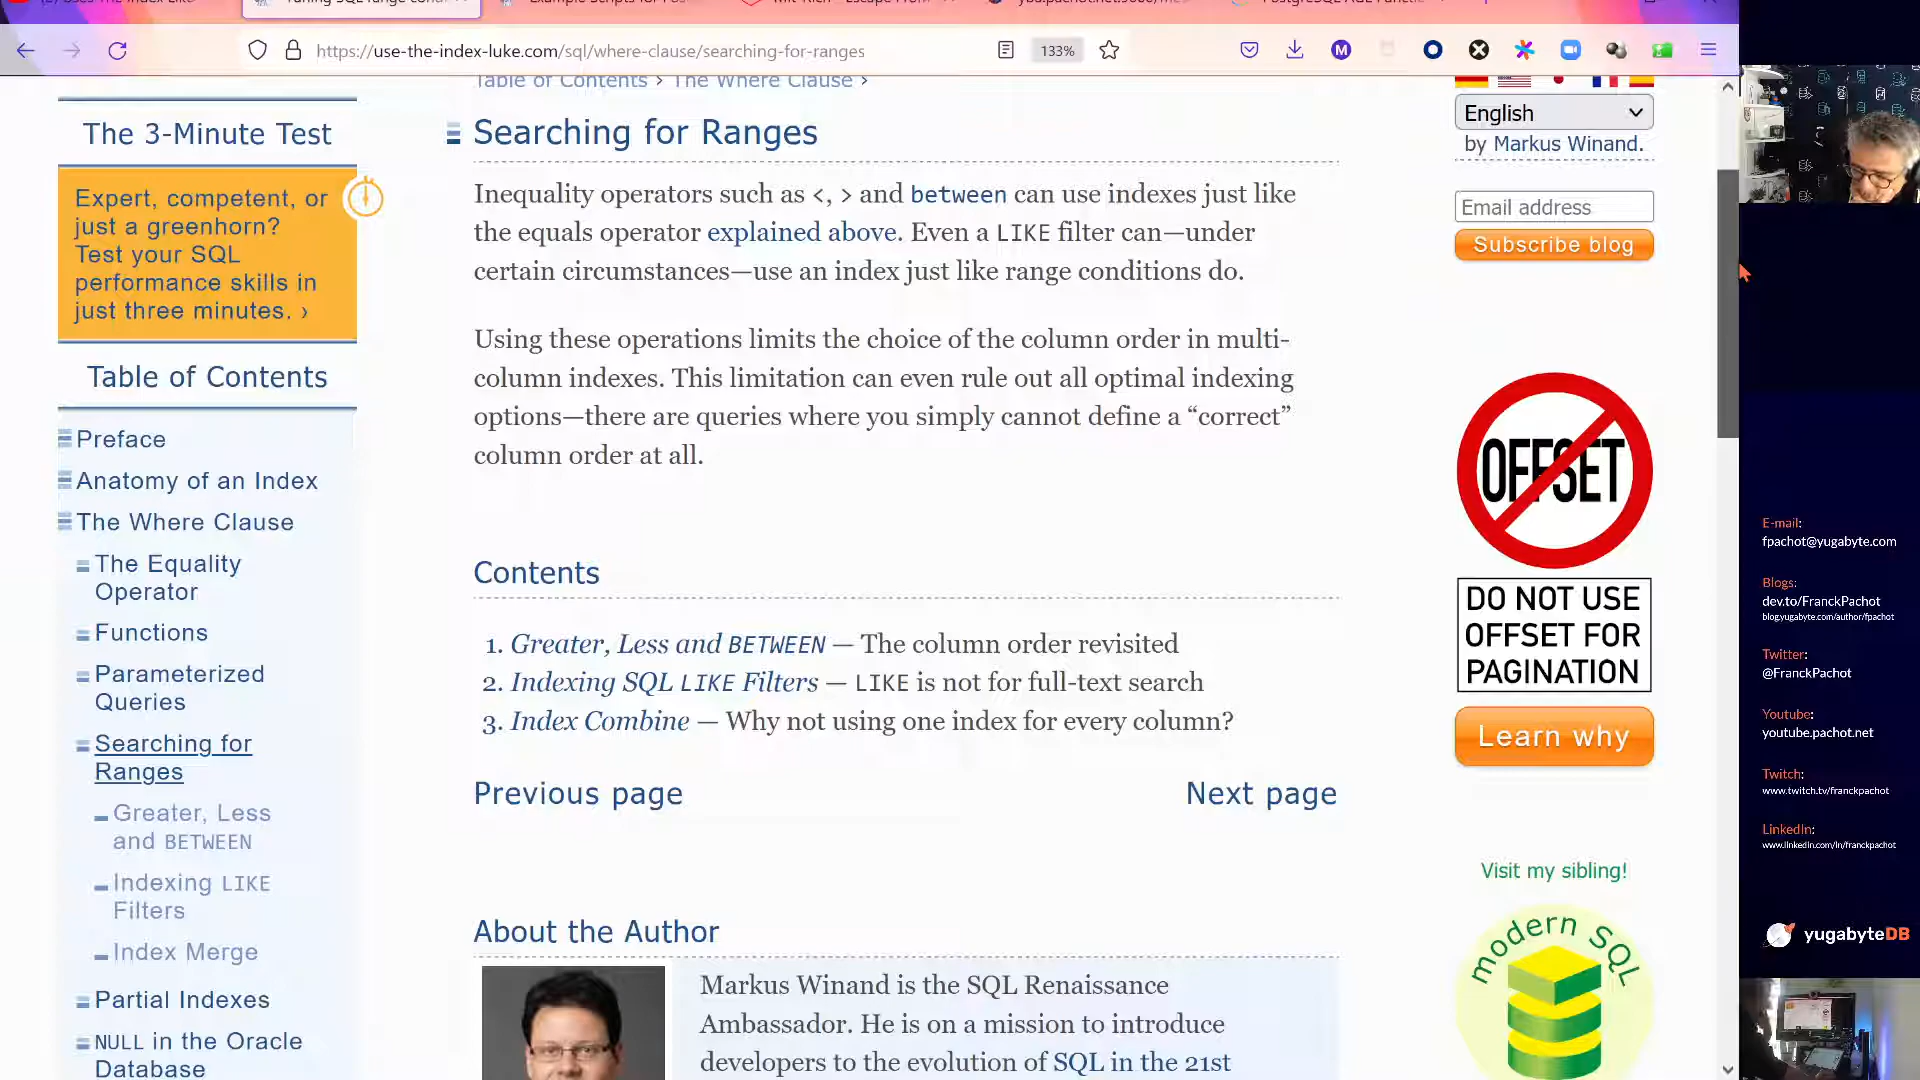 https://use-the-index-luke.com/sql/where-clause/searching-for-ranges
133%
M
Table of Contents › The Where Clause ›
The 3-Minute Test
Expert, competent, or
just a greenhorn?
Test your SQL
performance skills in
just three minutes. ›
Table of Contents
Preface
Anatomy of an Index
The Where Clause
The Equality
Operator
Functions
Parameterized
Queries
Searching for
Ranges
Greater, Less
and BETWEEN
Indexing LIKE
Filters
Index Merge
Partial Indexes
NULL in the Oracle
Database
Searching for Ranges
Inequality operators such as <, > and between can use indexes just like
the equals operator explained above. Even a LIKE filter can—under
certain circumstances—use an index just like range conditions do.
Using these operations limits the choice of the column order in multi-
column indexes. This limitation can even rule out all optimal indexing
options—there are queries where you simply cannot define a “correct”
column order at all.
Contents
1. Greater, Less and BETWEEN — The column order revisited
2. Indexing SQL LIKE Filters — LIKE is not for full-text search
3. Index Combine — Why not using one index for every column?
Previous page
Next page
About the Author
Markus Winand is the SQL Renaissance
Ambassador. He is on a mission to introduce
developers to the evolution of SQL in the 21st
English
by Markus Winand.
Email address
Subscribe blog
OFFSET
DO NOT USE
OFFSET FOR
PAGINATION
Learn why
Visit my sibling!
modern SQL
E-mail:
fpachot@yugabyte.com
Blogs:
dev.to/FranckPachot
blog.yugabyte.com/author/fpachot
Twitter:
@FranckPachot
Youtube:
youtube.pachot.net
Twitch:
www.twitch.tv/franckpachot
LinkedIn:
www.linkedin.com/in/franckpachot
yugabyteDB